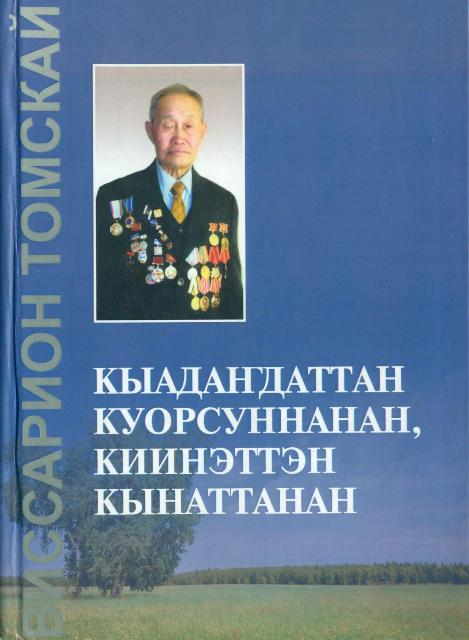 ВИССАРИОН ТОМСКАЙ
КЫАДАҤДАТТАН
КУОРСУННАНАН,
КИИНЭТТЭН
КЫНАТТАНАН